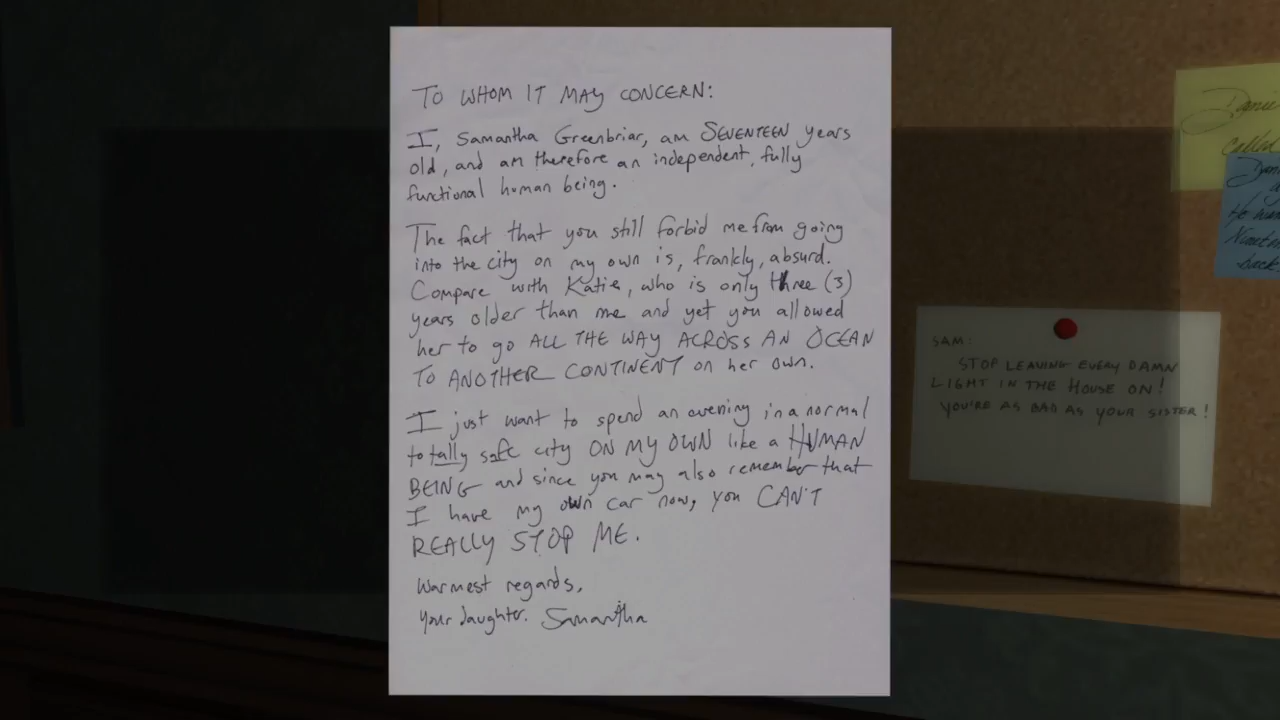 TO WHOM IT MAY CONCERN:
I, Samantha Greenbriar, am SEVENTEEN years
old, and am therefore an independent, fully
functional human being.
The fact that you still forbid me from going
into the city on my own is, frankly, absurd.
Compare with Katie, who is only three (3)
years older than me and yet you allowed
her to go ALL THE WAY ACROSS AN OCEAN
TO ANOTHER CONTINENT on her own.
I just want to spend an evening in a normal
totally safe city ON MY OWN like a HUMAN
BEING and since you may also remember that
I have my own car now, you CAN'T
REALLY STOP ME.
Warmest regards,
Your daughter. Samantha
SAM:
STOP LEAVING EVERY DAMN
LIGHT IN THE HOUSE ON!
YOU'RE AS BAD AS YOUR SISTER!
called
back